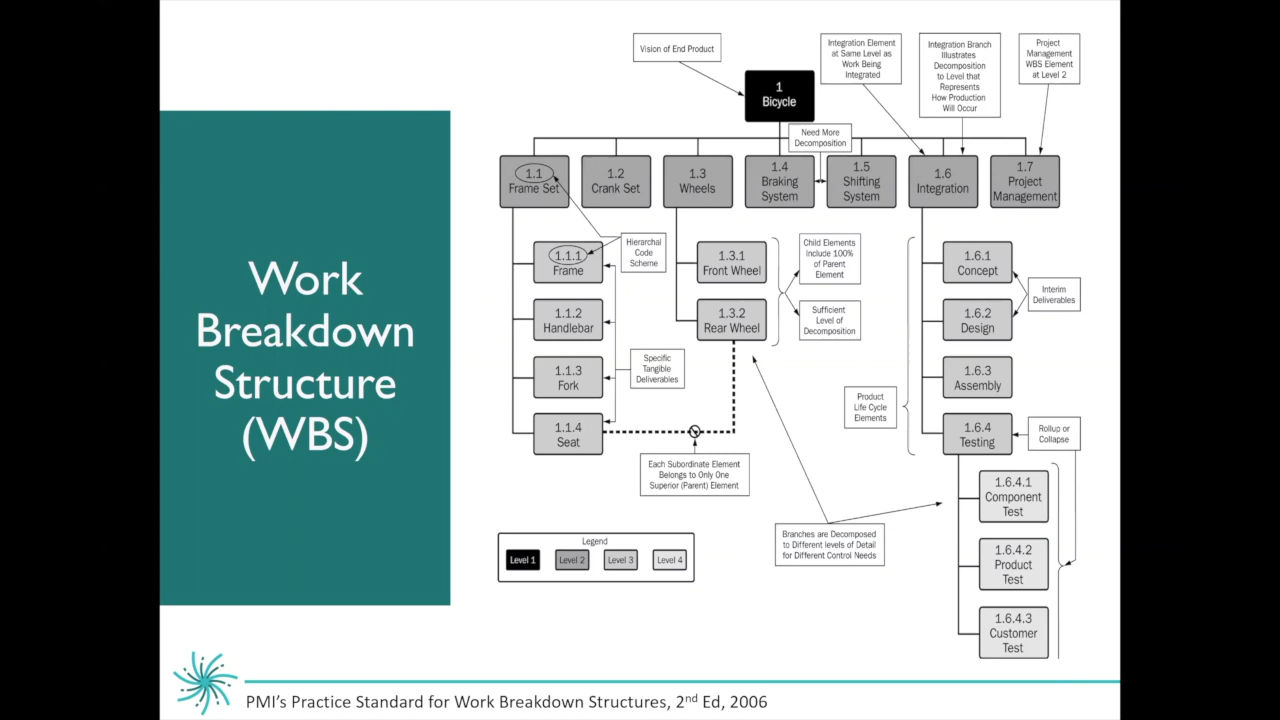 Work
Breakdown
Structure
(WBS)
Vision of End Product
Integration Element
at Same Level as
Work Being
Integrated
Integration Branch
Illustrates
Decomposition
to Level that
Represents
How Production
Will Occur
Project
Management
WBS Element
at Level 2
1
Bicycle
Need More
Decomposition
1.1
Frame Set
1.2
Crank Set
1.3
Wheels
1.4
Braking
System
1.5
Shifting
System
1.6
Integration
1.7
Project
Management
Hierarchal
Code
Scheme
1.1.1
Frame
1.1.2
Handlebar
1.1.3
Fork
1.1.4
Seat
Specific
Tangible
Deliverables
1.3.1
Front Wheel
1.3.2
Rear Wheel
Child Elements
Include 100%
of Parent
Element
Sufficient
Level of
Decomposition
Each Subordinate Element
Belongs to Only One
Superior (Parent) Element
Product
Life Cycle
Elements
1.6.1
Concept
1.6.2
Design
1.6.3
Assembly
1.6.4
Testing
Interim
Deliverables
Rollup or
Collapse
1.6.4.1
Component
Test
1.6.4.2
Product
Test
1.6.4.3
Customer
Test
Branches are Decomposed
to Different levels of Detail
for Different Control Needs
Legend
Level 1
Level 2
Level 3
Level 4
PMI's Practice Standard for Work Breakdown Structures, 2nd Ed, 2006